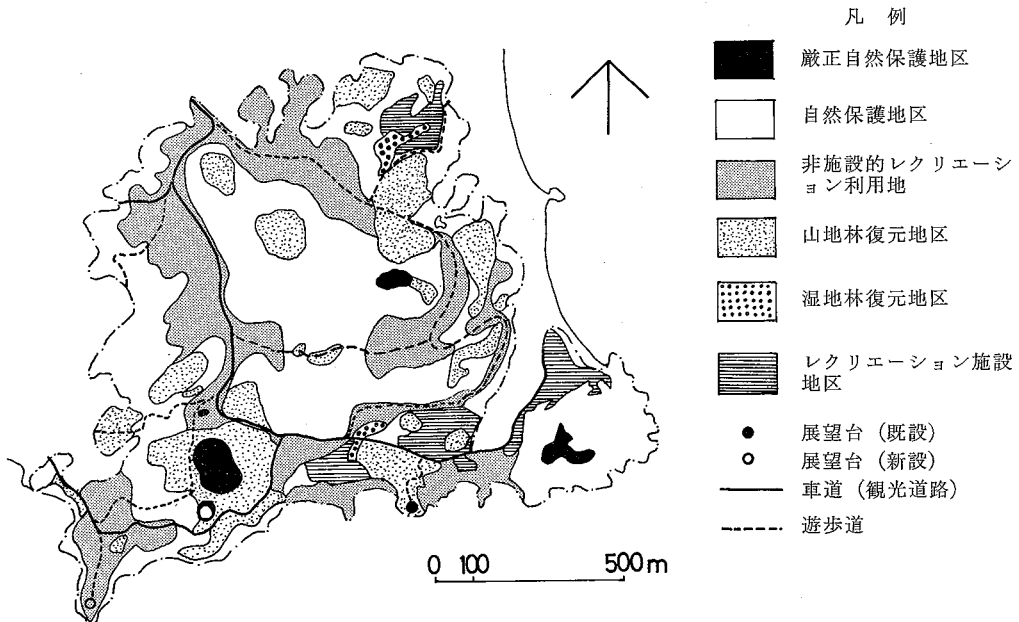 凡 例
厳正自然保護地区
自然保護地区
非施設的レクリエーシ
ョン利用地
山地林復元地区
湿地林復元地区
レクリエーション施設
地区
展望台（既設）
展望台（新設）
車道（観光道路）
遊歩道
0 100 500m